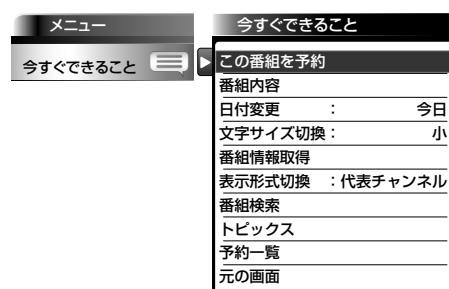 メニュー
今すぐできること
今すぐできること
この番組を予約
番組内容
日付変更 : 今日
文字サイズ切換 : 小
番組情報取得
表示形式切換 : 代表チャンネル
番組検索
トピックス
予約一覧
元の画面